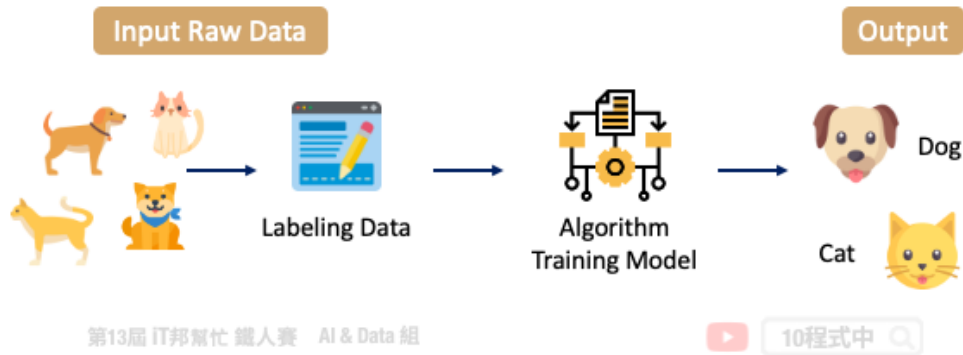 Input Raw Data
Output
Labeling Data
Algorithm
Training Model
Dog
Cat
第13屆 iT邦幫忙 鐵人賽 AI & Data 組
10程式中